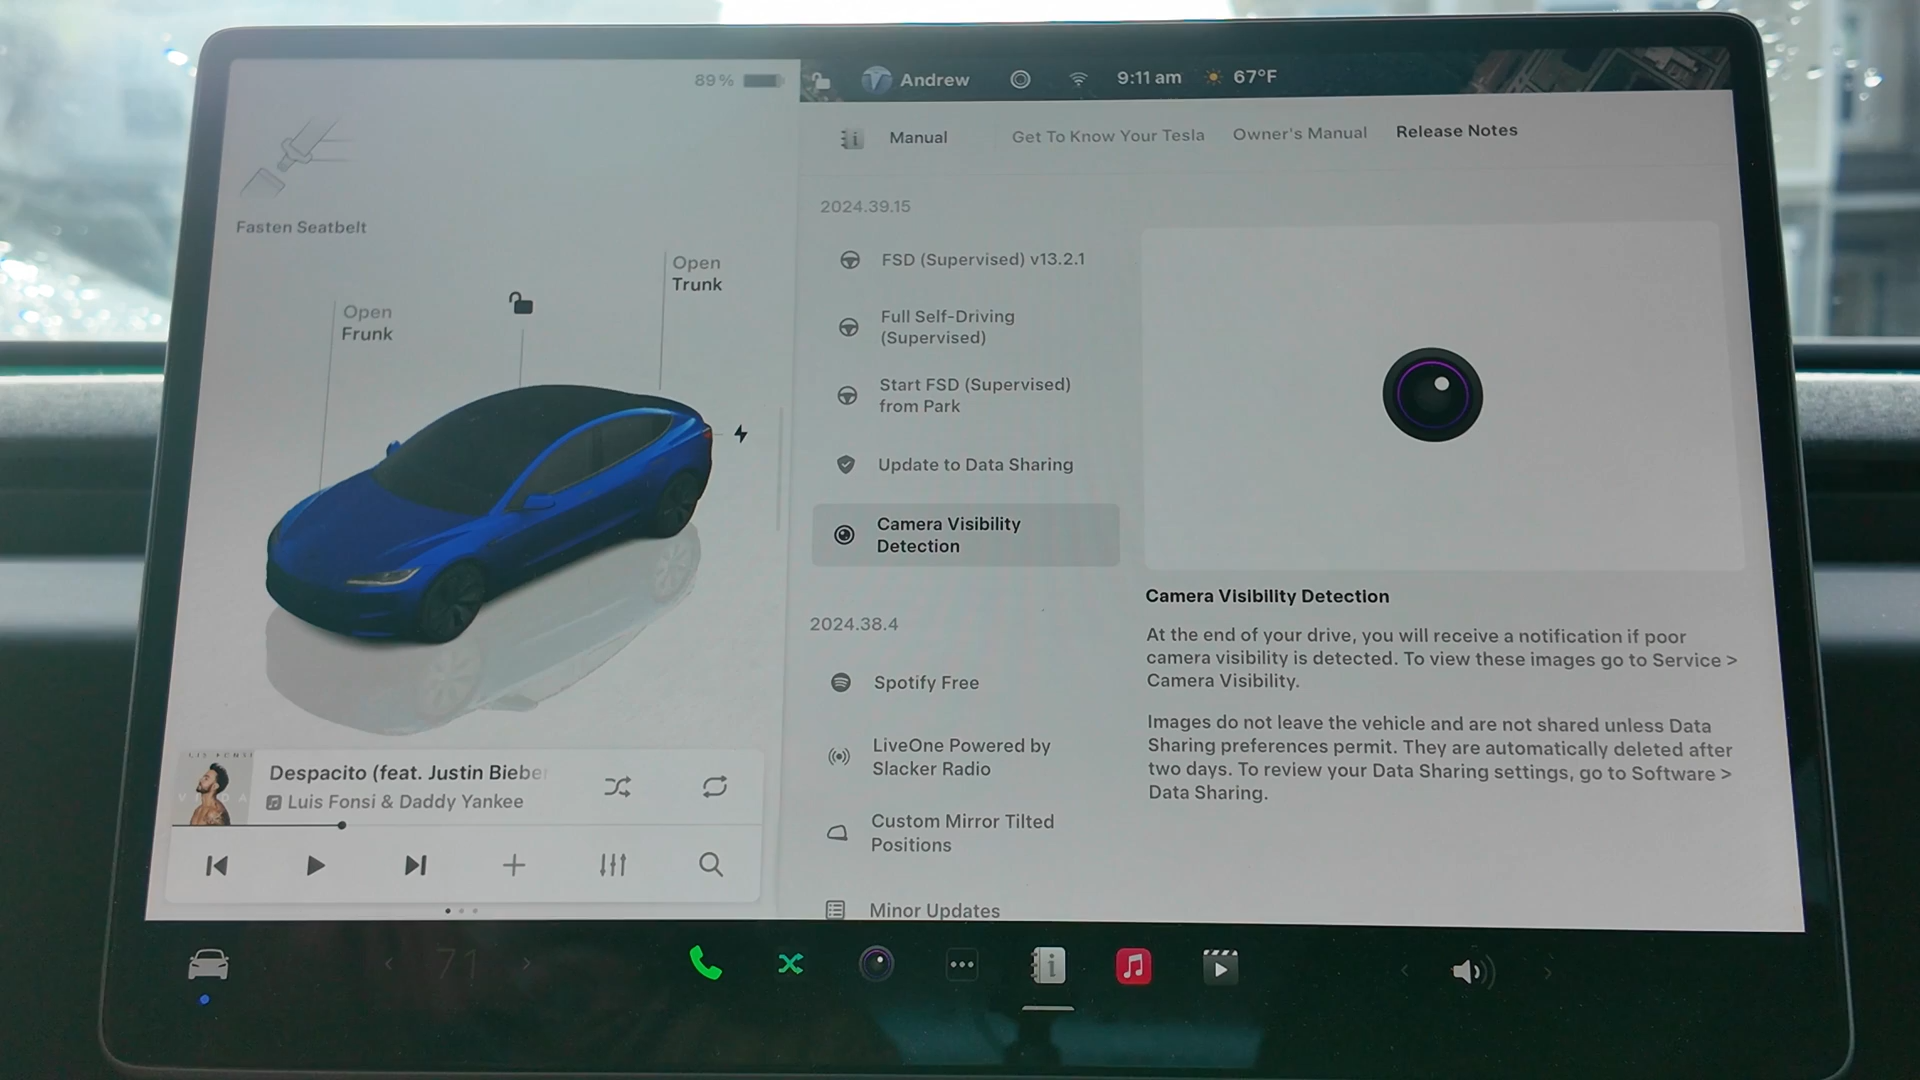 89%
Andrew
9:11 am
67°F
Manual
Get To Know Your Tesla
Owner's Manual
Release Notes
Fasten Seatbelt
Open
Trunk
Open
Frunk
2024.39.15
FSD (Supervised) v13.2.1
Full Self-Driving
(Supervised)
Start FSD (Supervised)
from Park
Update to Data Sharing
Camera Visibility
Detection
2024.38.4
Spotify Free
LiveOne Powered by
Slacker Radio
Custom Mirror Tilted
Positions
Minor Updates
Camera Visibility Detection
At the end of your drive, you will receive a notification if poor
camera visibility is detected. To view these images go to Service >
Camera Visibility.
Images do not leave the vehicle and are not shared unless Data
Sharing preferences permit. They are automatically deleted after
two days. To review your Data Sharing settings, go to Software >
Data Sharing.
Despacito (feat. Justin Bieber
Luis Fonsi & Daddy Yankee
71